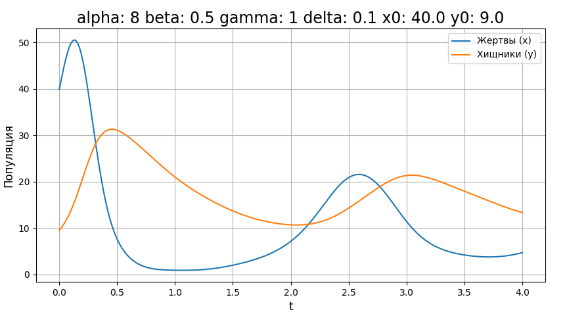 alpha: 8 beta: 0.5 gamma: 1 delta: 0.1 x0: 40.0 y0: 9.0
Жертвы (x)
Хищники (y)
Популяция
50
40
30
20
10
0
0.0 0.5 1.0 1.5 2.0 2.5 3.0 3.5 4.0
t